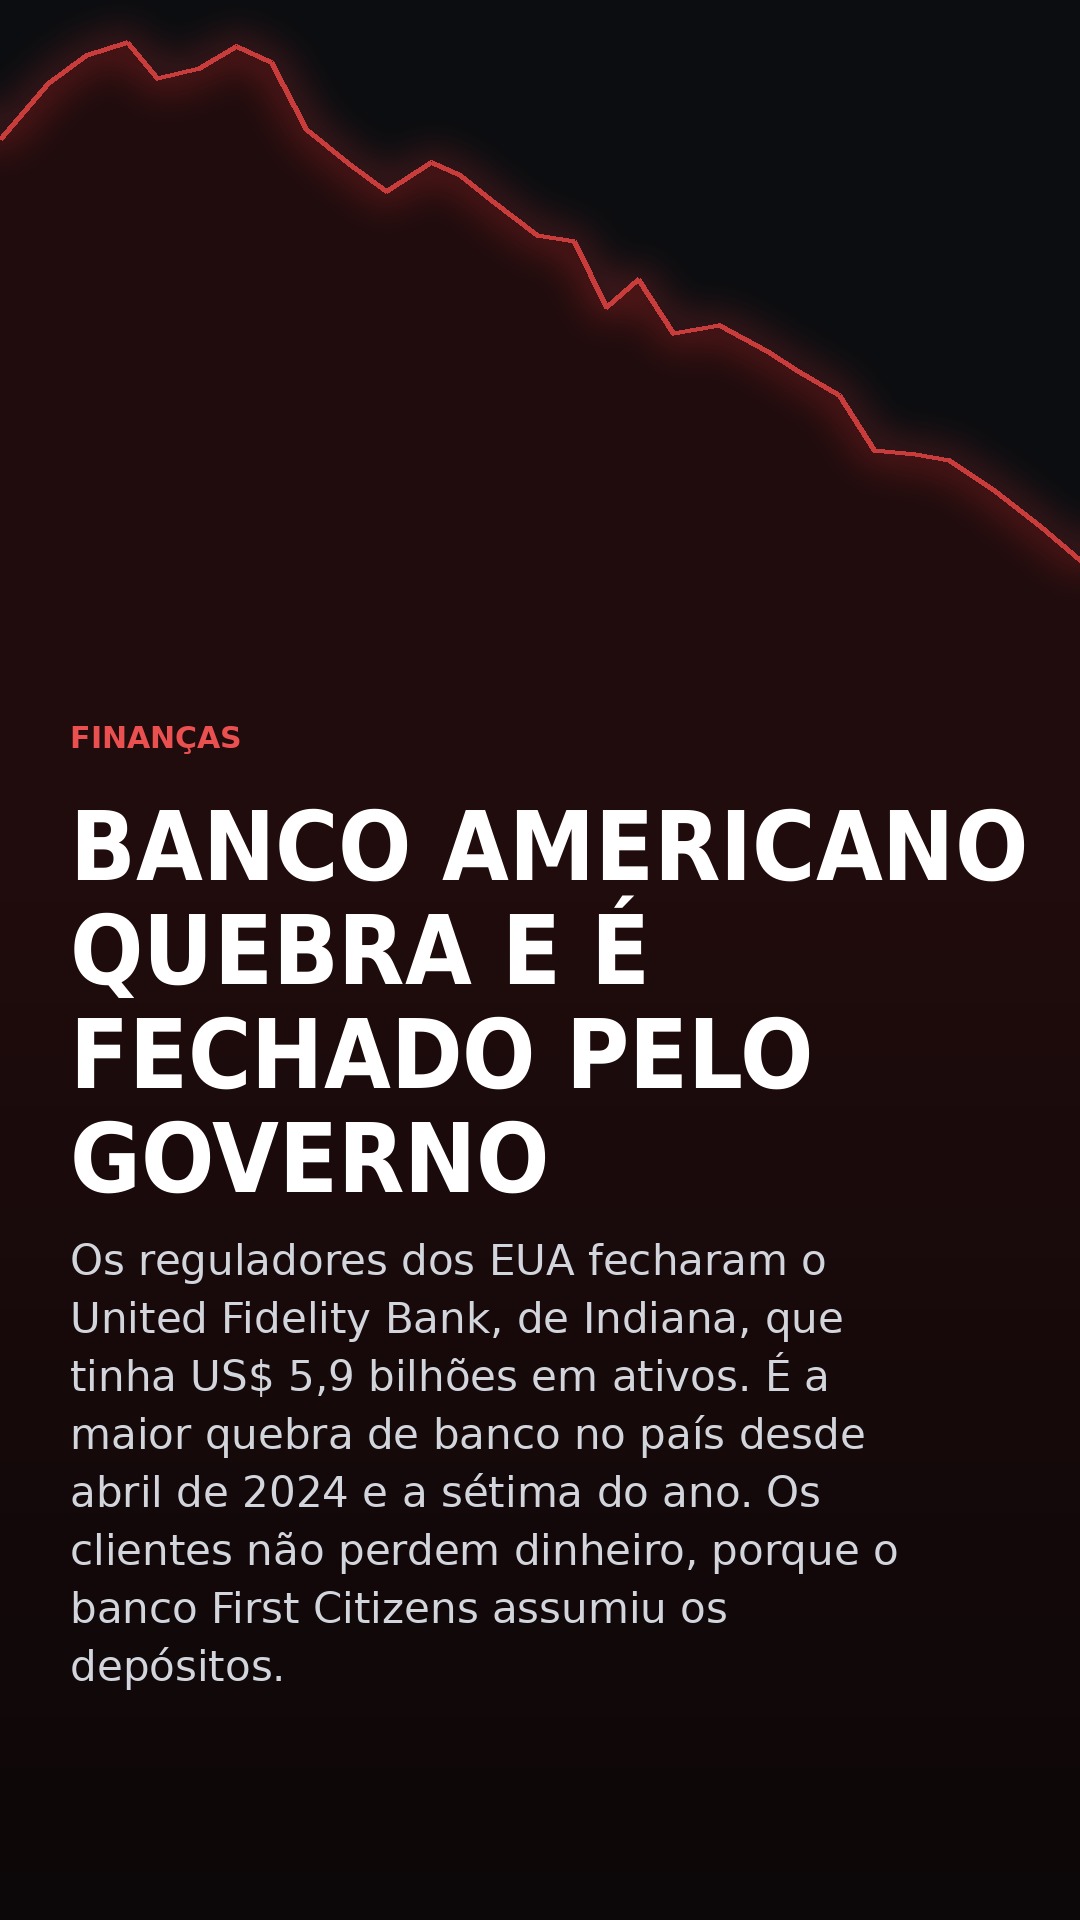 FINANÇAS
BANCO AMERICANO
QUEBRA E É
FECHADO PELO
GOVERNO
Os reguladores dos EUA fecharam o
United Fidelity Bank, de Indiana, que
tinha US$ 5,9 bilhões em ativos. É a
maior quebra de banco no país desde
abril de 2024 e a sétima do ano. Os
clientes não perdem dinheiro, porque o
banco First Citizens assumiu os
depósitos.